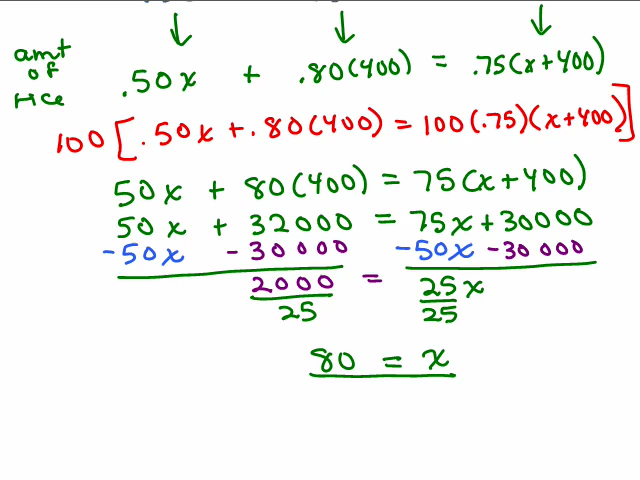 amt
of
HCe
.50x + .80(400) = .75(x+400)
100[.50x + .80(400) = 100(.75)(x+400)]
50x + 80(400) = 75(x+400)
50x + 32000 = 75x + 30000
-50x -30000 -50x -30000
2000 = 25x
25 25
80 = x